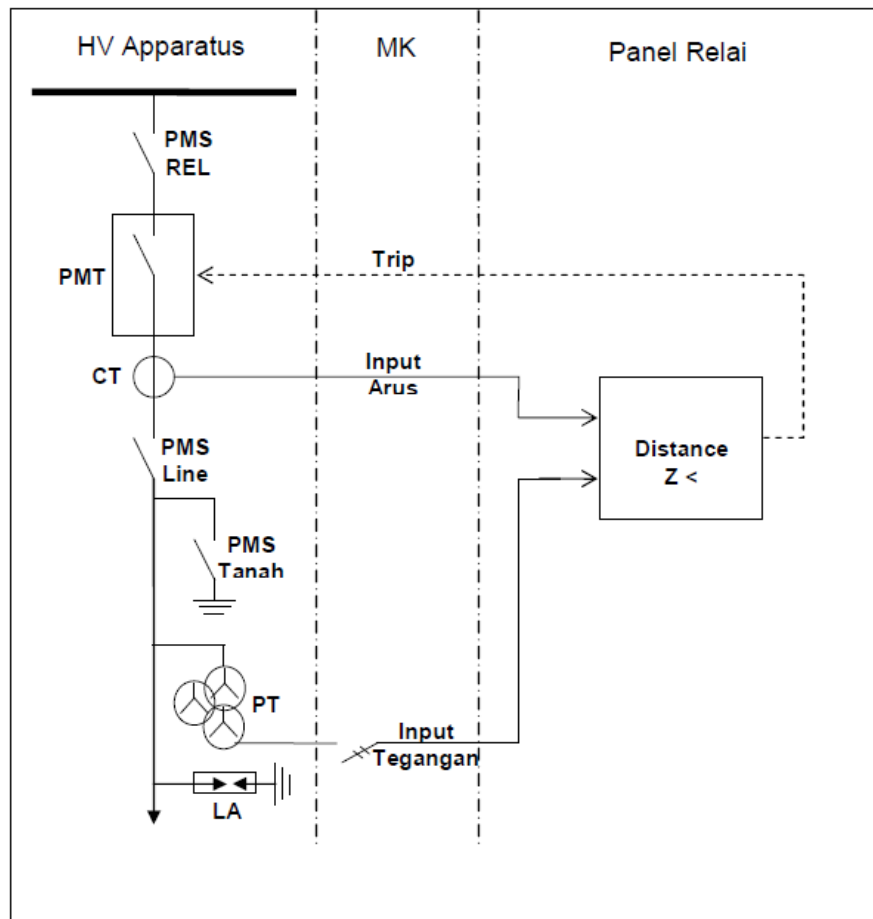 HV Apparatus
MK
Panel Relai
PMS
REL
PMT
Trip
CT
Input
Arus
Distance
Z <
PMS
Line
PMS
Tanah
PT
Input
Tegangan
LA